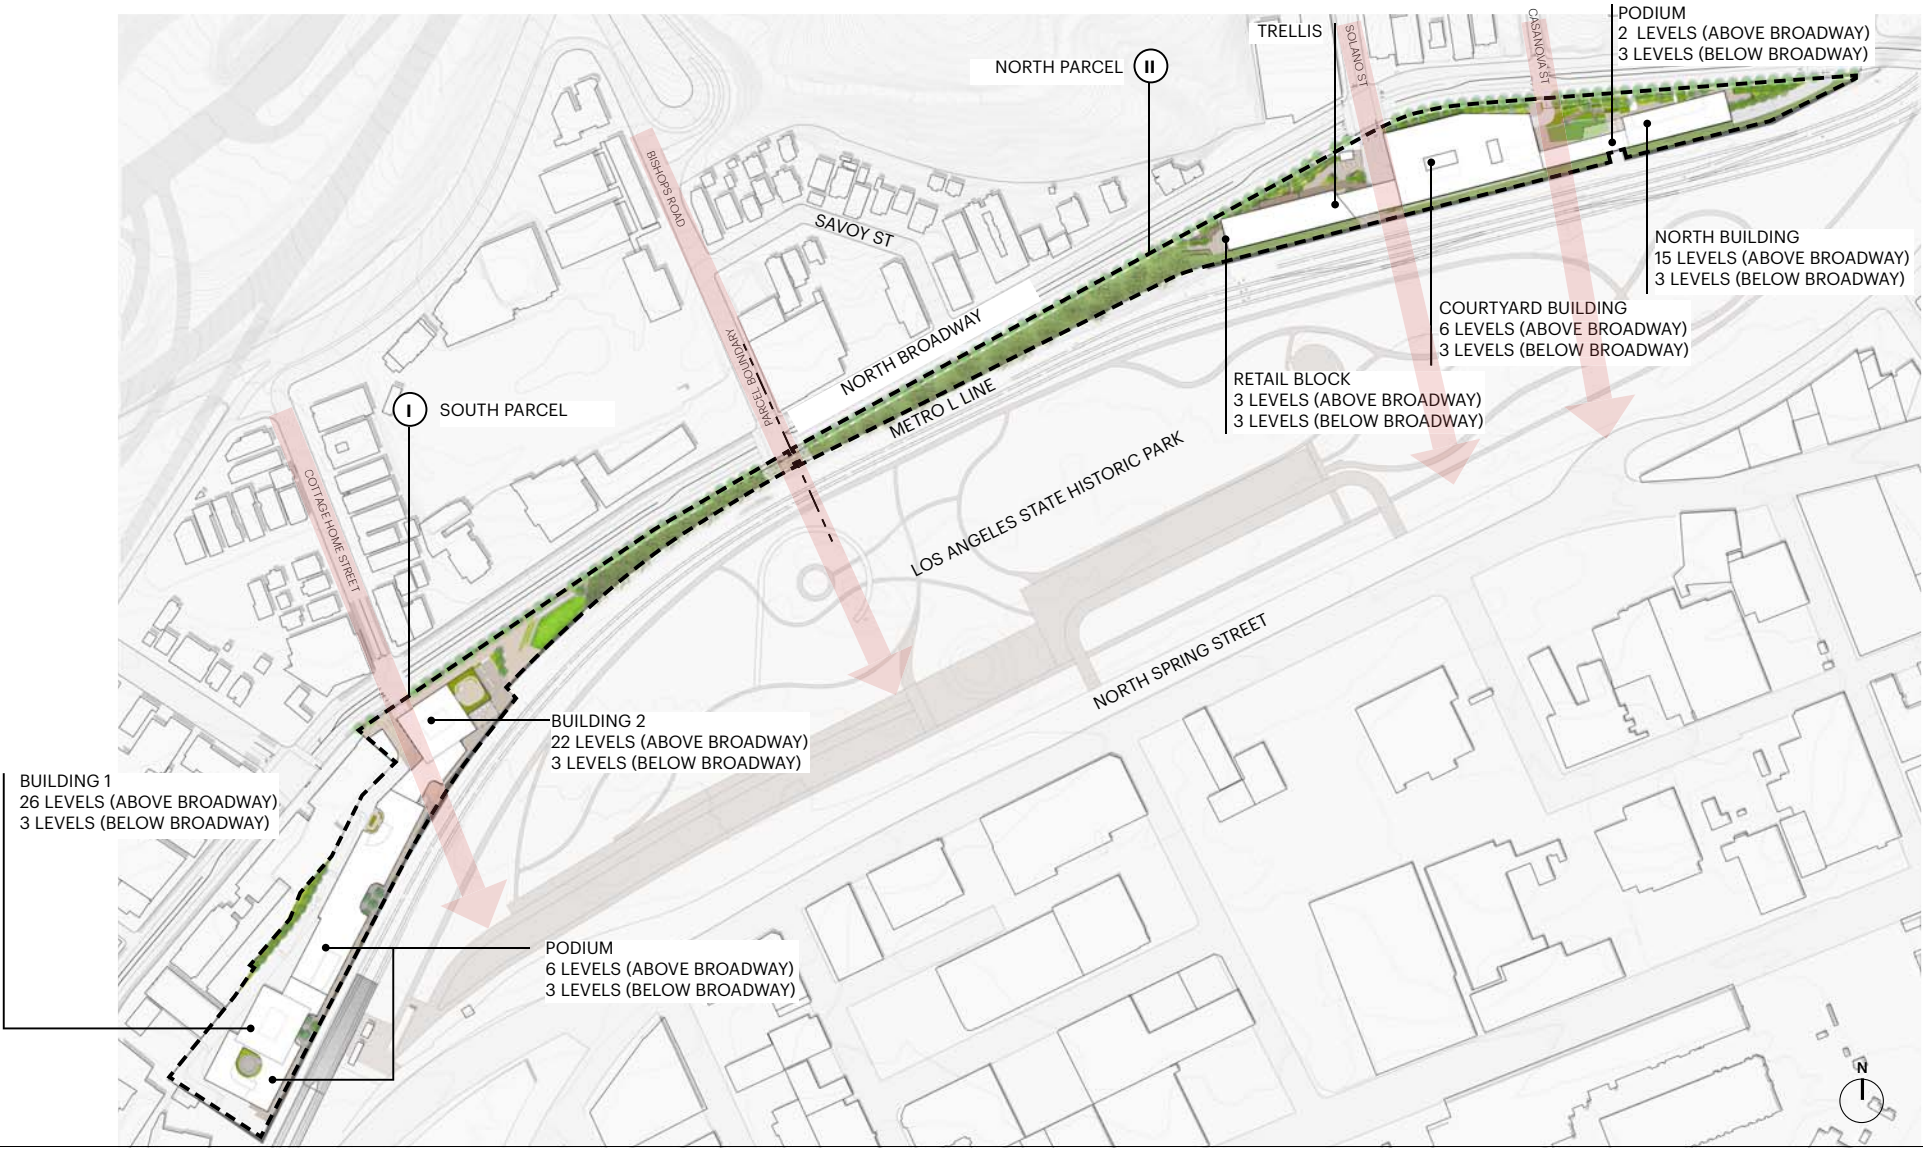 PODIUM
2 LEVELS (ABOVE BROADWAY)
3 LEVELS (BELOW BROADWAY)
TRELLIS
SOLANO ST
CASANOVA ST
NORTH PARCEL
II
BISHOPS ROAD
SAVOY ST
NORTH BUILDING
15 LEVELS (ABOVE BROADWAY)
3 LEVELS (BELOW BROADWAY)
COURTYARD BUILDING
6 LEVELS (ABOVE BROADWAY)
3 LEVELS (BELOW BROADWAY)
RETAIL BLOCK
3 LEVELS (ABOVE BROADWAY)
3 LEVELS (BELOW BROADWAY)
NORTH BROADWAY
PARCEL BOUNDARY
METRO L LINE
I
SOUTH PARCEL
COTTAGE HOME STREET
LOS ANGELES STATE HISTORIC PARK
NORTH SPRING STREET
BUILDING 2
22 LEVELS (ABOVE BROADWAY)
3 LEVELS (BELOW BROADWAY)
BUILDING 1
26 LEVELS (ABOVE BROADWAY)
3 LEVELS (BELOW BROADWAY)
PODIUM
6 LEVELS (ABOVE BROADWAY)
3 LEVELS (BELOW BROADWAY)
N